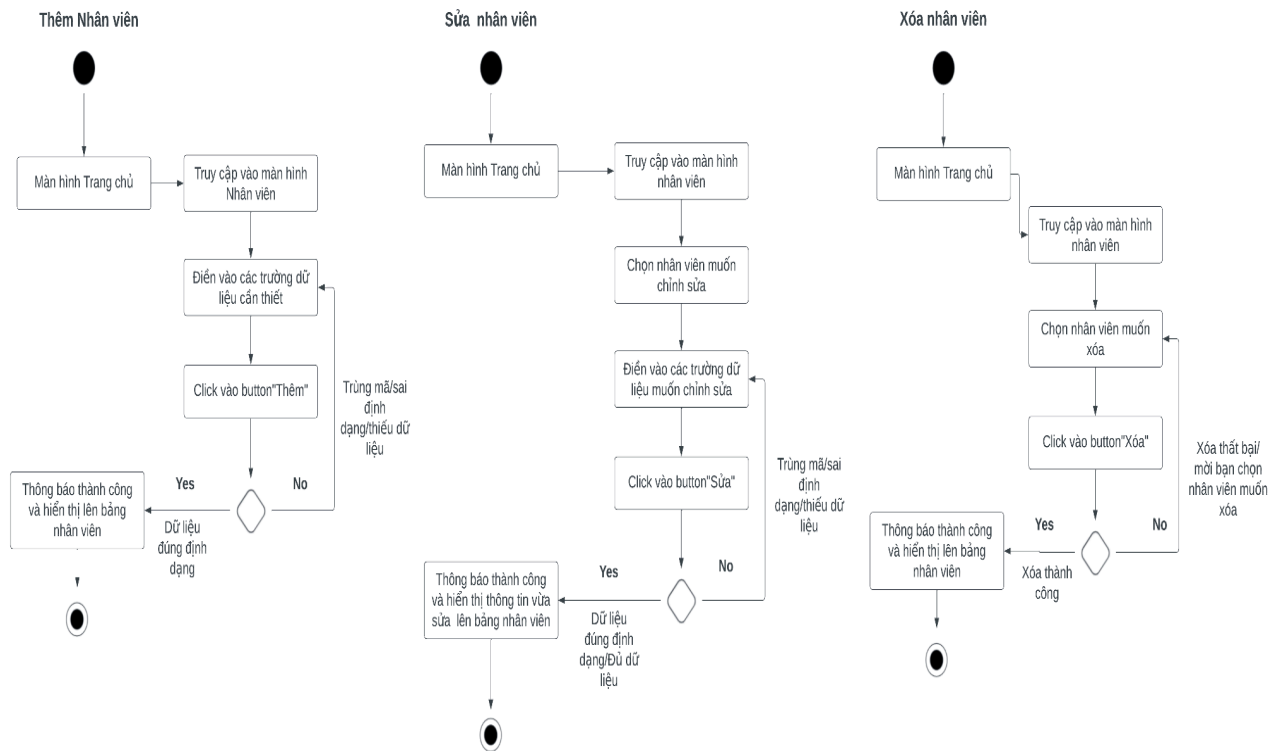 Thêm Nhân viên
Màn hình Trang chủ
Truy cập vào màn hình
Nhân viên
Điền vào các trường dữ
liệu cần thiết
Click vào button"Thêm"
Trùng mã/sai
định
dạng/thiếu dữ
liệu
Yes
No
Dữ liệu
đúng định
dạng
Thông báo thành công
và hiển thị lên bảng
nhân viên
Sửa nhân viên
Màn hình Trang chủ
Truy cập vào màn hình
nhân viên
Chọn nhân viên muốn
chỉnh sửa
Điền vào các trường dữ
liệu muốn chỉnh sửa
Click vào button"Sửa"
Trùng mã/sai
định
dạng/thiếu dữ
liệu
Yes
No
Dữ liệu
đúng định
dạng/Đủ dữ
liệu
Thông báo thành công
và hiển thị thông tin vừa
sửa lên bảng nhân viên
Xóa nhân viên
Màn hình Trang chủ
Truy cập vào màn hình
nhân viên
Chọn nhân viên muốn
xóa
Click vào button"Xóa"
Xóa thất bại/
mời bạn chọn
nhân viên muốn
xóa
Yes
No
Xóa thành
công
Thông báo thành công
và hiển thị lên bảng
nhân viên